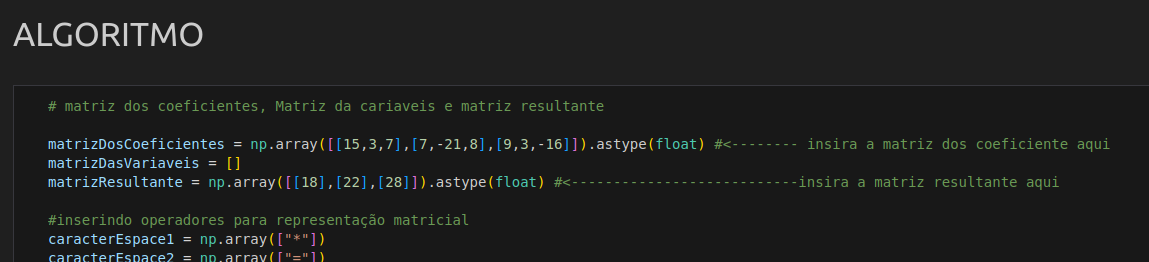 ALGORITMO
# matriz dos coeficientes, Matriz da cariaveis e matriz resultante
matrizDosCoeficientes = np.array([[15,3,7],[7,-21,8],[9,3,-16]]).astype(float) #<-------- insira a matriz dos coeficiente aqui
matrizDasVariaveis = []
matrizResultante = np.array([[18],[22],[28]]).astype(float) #<---------------------------insira a matriz resultante aqui
#inserindo operadores para representação matricial
caracterEspace1 = np.array(["*"])
caracterEspace2 = np.array(["="])